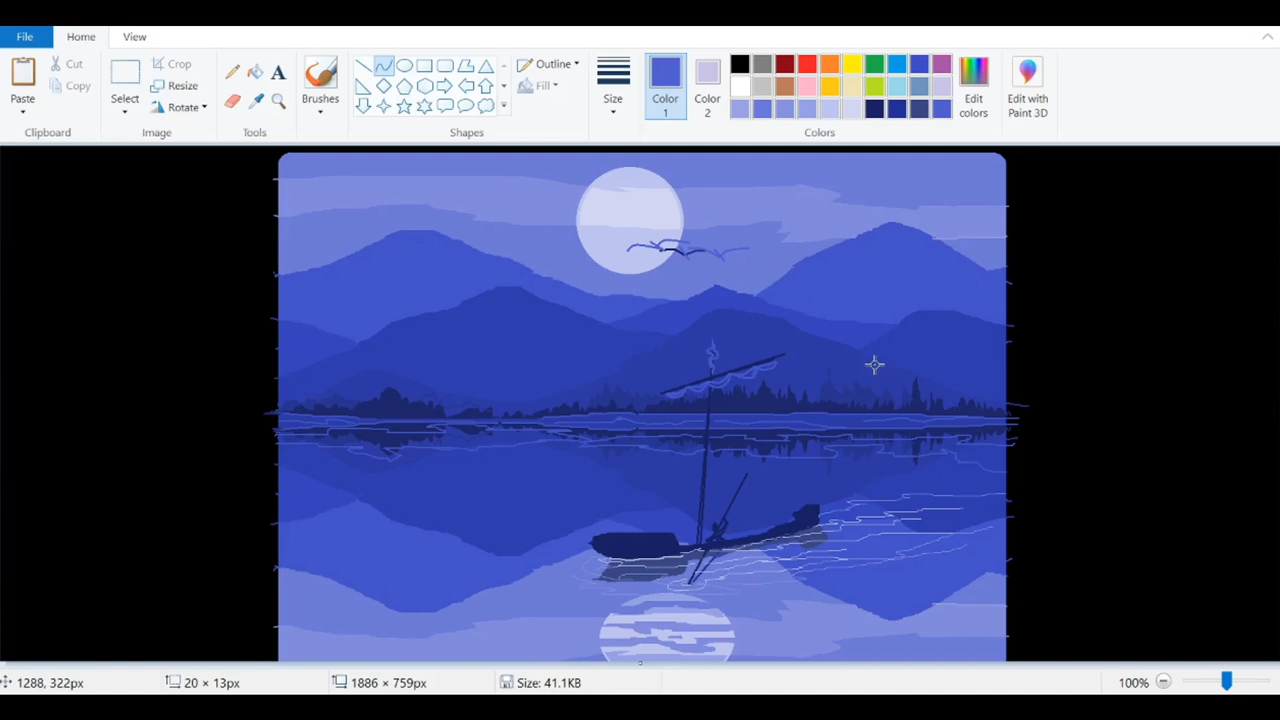 File Home View
Paste
Cut
Copy
Clipboard
Select
Crop
Resize
Rotate
Image
A
Tools
Brushes
Outline
Fill
Shapes
Size
Color
1
Color
2
Edit
colors
Colors
Edit with
Paint 3D
1288, 322px 20 × 13px 1886 × 759px Size: 41.1KB 100%